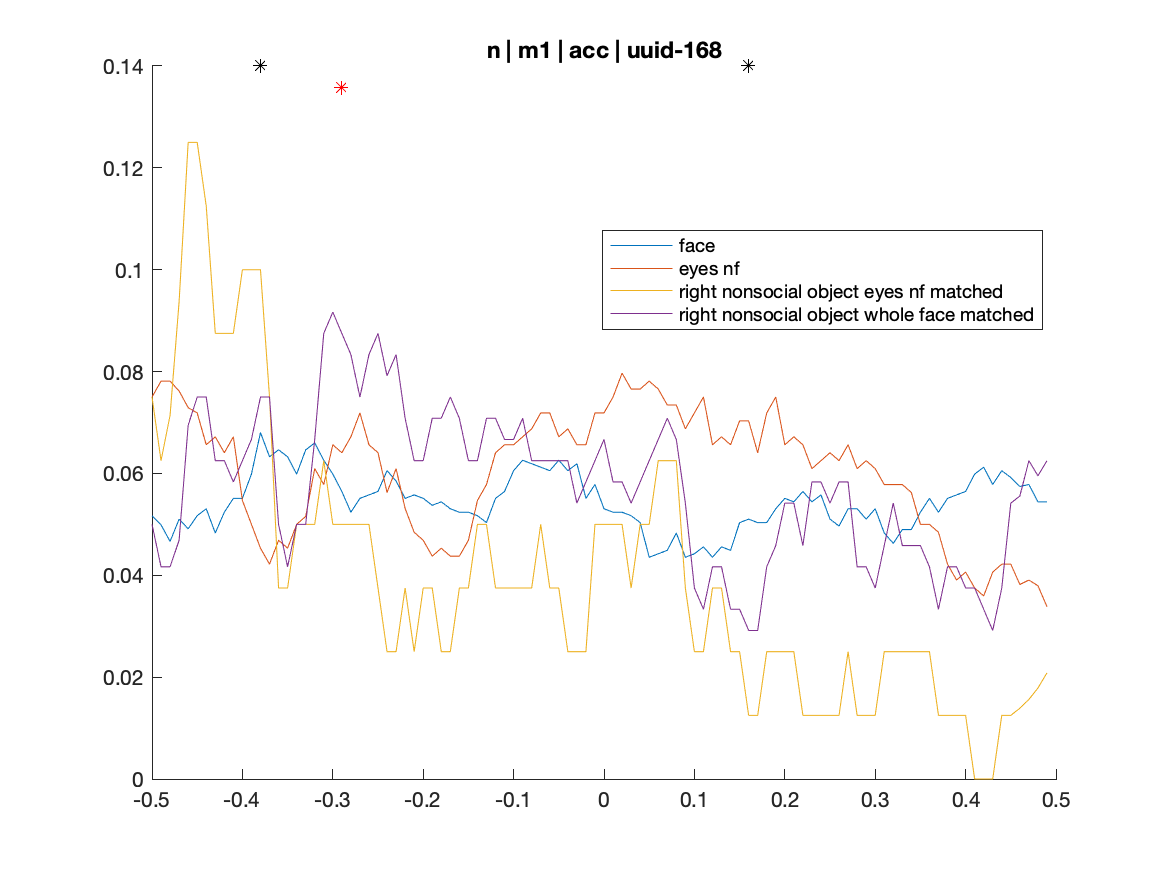 n | m1 | acc | uuid-168
0.14
0.12
0.1
0.08
0.06
0.04
0.02
0
face
eyes nf
right nonsocial object eyes nf matched
right nonsocial object whole face matched
-0.5 -0.4 -0.3 -0.2 -0.1 0 0.1 0.2 0.3 0.4 0.5